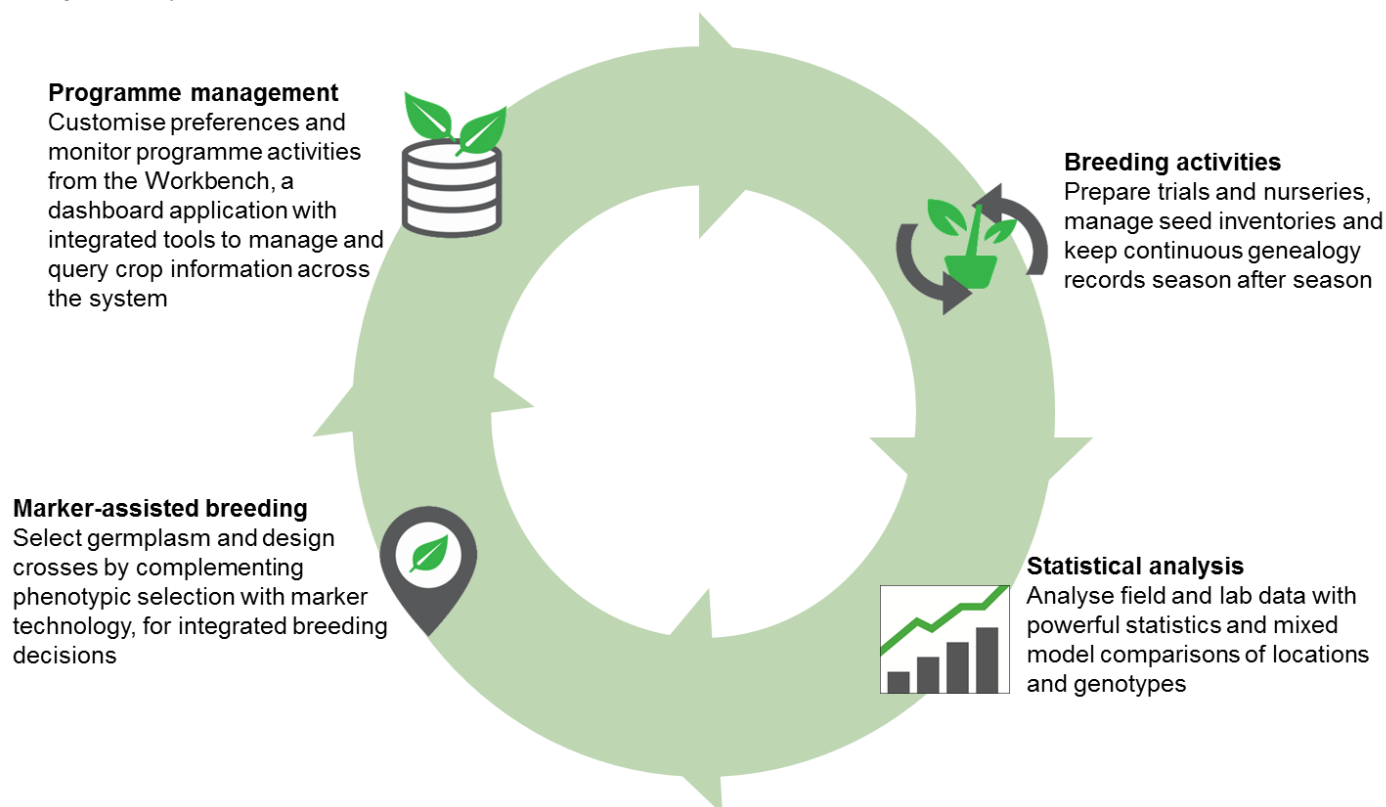 Programme management
Customise preferences and
monitor programme activities
from the Workbench, a
dashboard application with
integrated tools to manage and
query crop information across
the system
Breeding activities
Prepare trials and nurseries,
manage seed inventories and
keep continuous genealogy
records season after season
Marker-assisted breeding
Select germplasm and design
crosses by complementing
phenotypic selection with marker
technology, for integrated breeding
decisions
Statistical analysis
Analyse field and lab data with
powerful statistics and mixed
model comparisons of locations
and genotypes